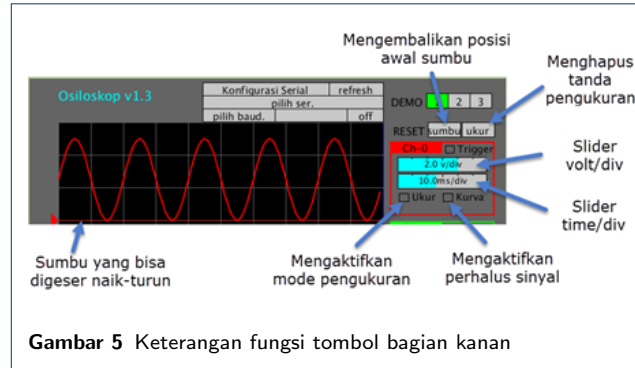 Mengembalikan posisi
awal sumbu
Menghapus
tanda
pengukuran
Osiloskop v1.3
Konfigurasi Serial refresh
pilih ser.
pilih baud. off
DEMO 2 3
RESET sumbu ukur
Ch-0 Trigger
2.0 v/div
10.0ms/div
Ukur Kurva
Slider
volt/div
Slider
time/div
Sumbu yang bisa
digeser naik-turun
Mengaktifkan
mode pengukuran
Mengaktifkan
perhalus sinyal
Gambar 5 Keterangan fungsi tombol bagian kanan